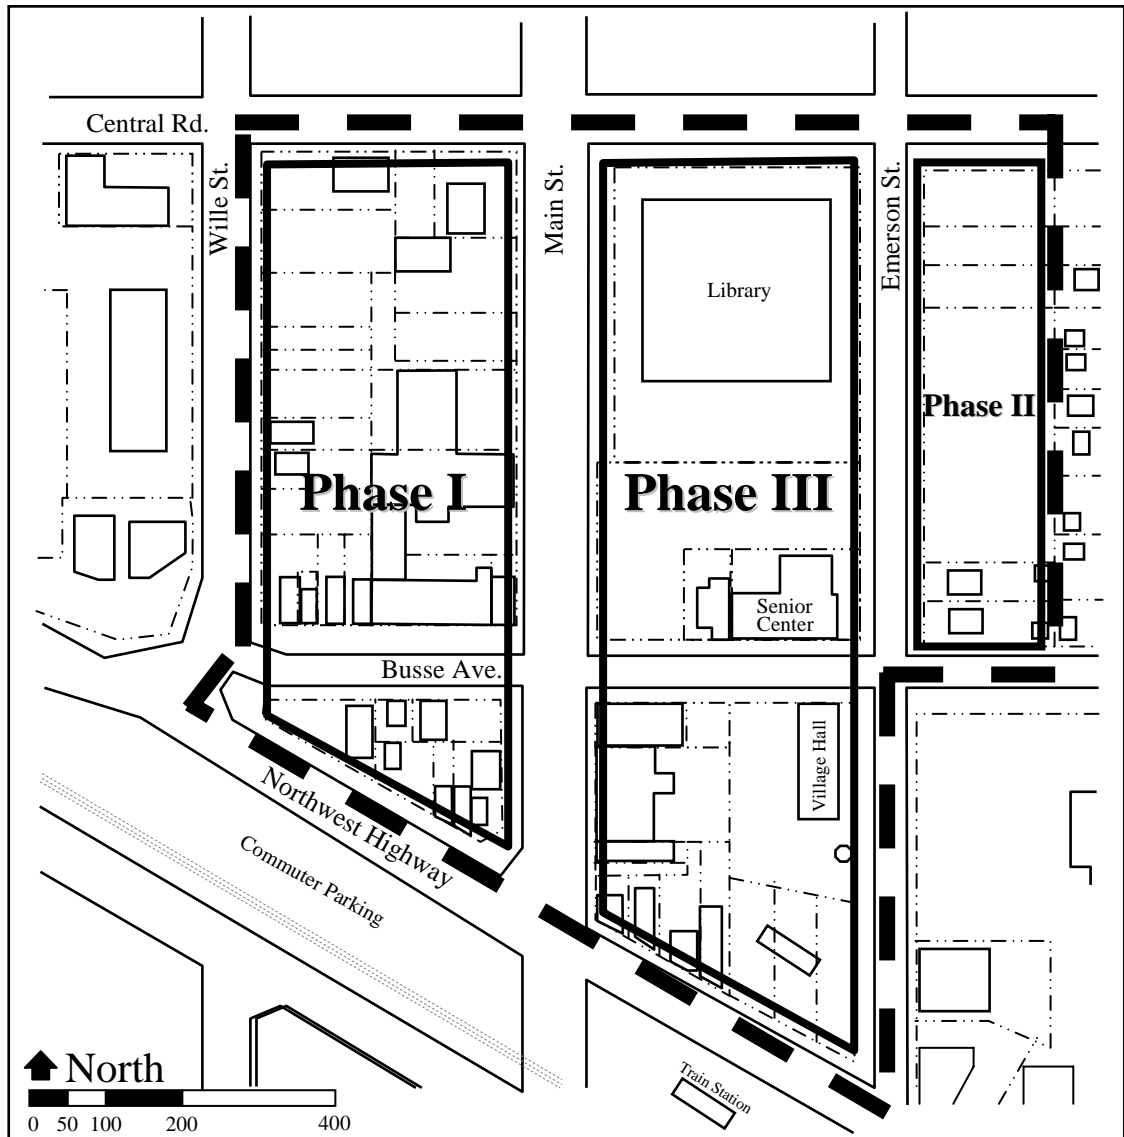 Central Rd.
Wille St.
Main St.
Emerson St.
Library
Phase II
Phase I
Phase III
Senior
Center
Busse Ave.
Village Hall
Northwest Highway
Commuter Parking
Train Station
North
0 50 100 200 400